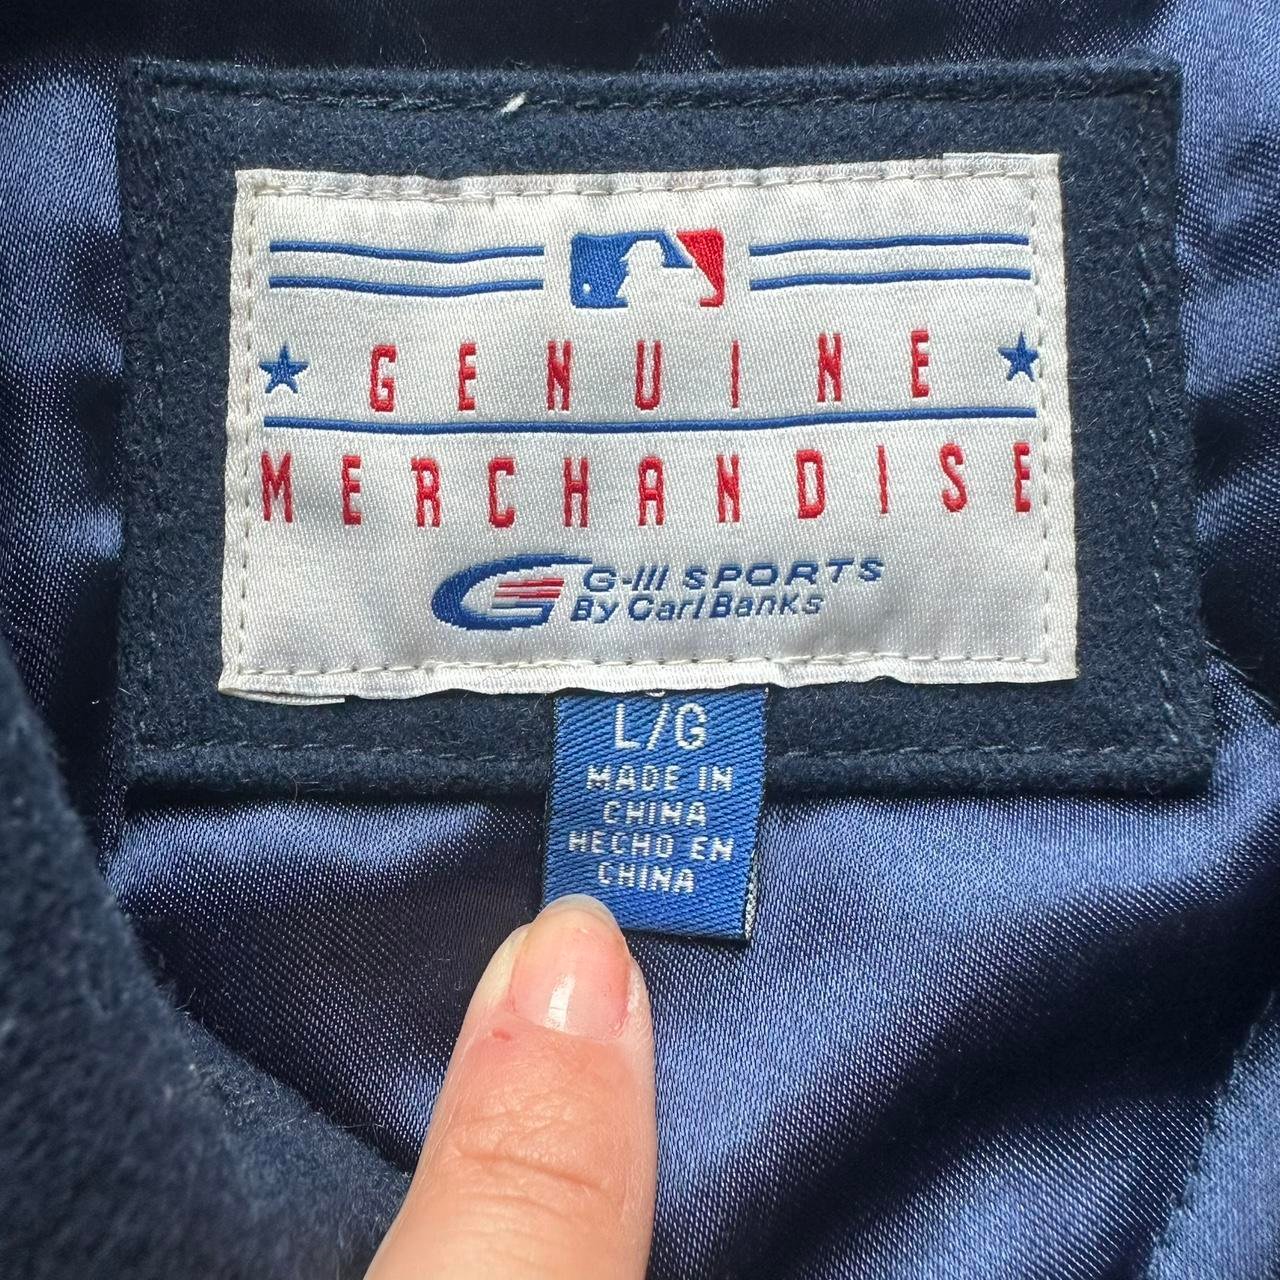 GENUINE
MERCHANDISE
G-III SPORTS
By Carl Banks
L/G
MADE IN
CHINA
HECHO EN
CHINA